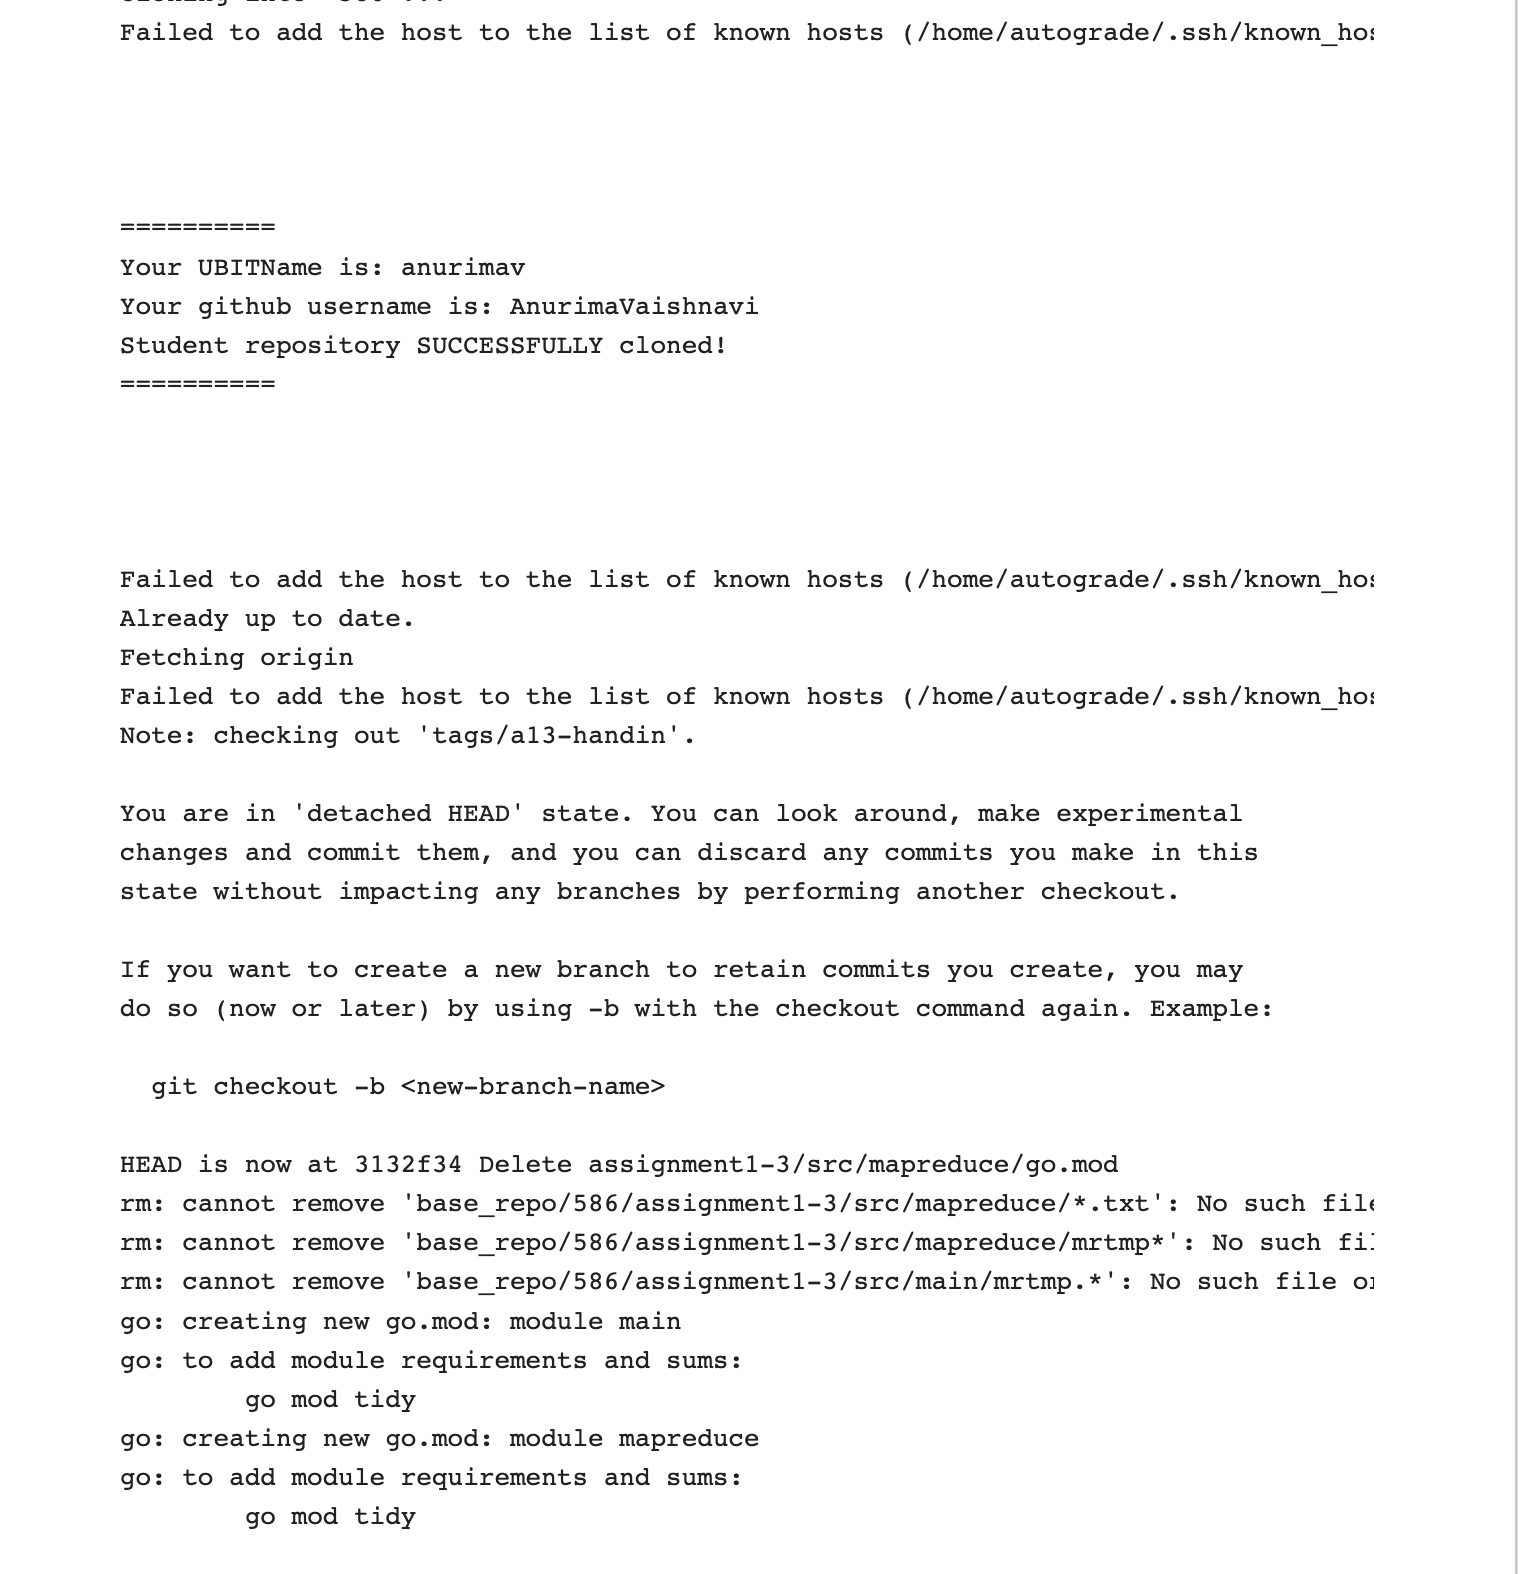 Failed to add the host to the list of known hosts (/home/autograde/.ssh/known_hos
==========
Your UBITName is: anurimav
Your github username is: AnurimaVaishnavi
Student repository SUCCESSFULLY cloned!
==========
Failed to add the host to the list of known hosts (/home/autograde/.ssh/known_hos
Already up to date.
Fetching origin
Failed to add the host to the list of known hosts (/home/autograde/.ssh/known_hos
Note: checking out 'tags/a13-handin'.
You are in 'detached HEAD' state. You can look around, make experimental
changes and commit them, and you can discard any commits you make in this
state without impacting any branches by performing another checkout.
If you want to create a new branch to retain commits you create, you may
do so (now or later) by using -b with the checkout command again. Example:
git checkout -b <new-branch-name>
HEAD is now at 3132f34 Delete assignment1-3/src/mapreduce/go.mod
rm: cannot remove 'base_repo/586/assignment1-3/src/mapreduce/*.txt': No such file
rm: cannot remove 'base_repo/586/assignment1-3/src/mapreduce/mrtmp*': No such fil
rm: cannot remove 'base_repo/586/assignment1-3/src/main/mrtmp.*': No such file or
go: creating new go.mod: module main
go: to add module requirements and sums:
go mod tidy
go: creating new go.mod: module mapreduce
go: to add module requirements and sums:
go mod tidy